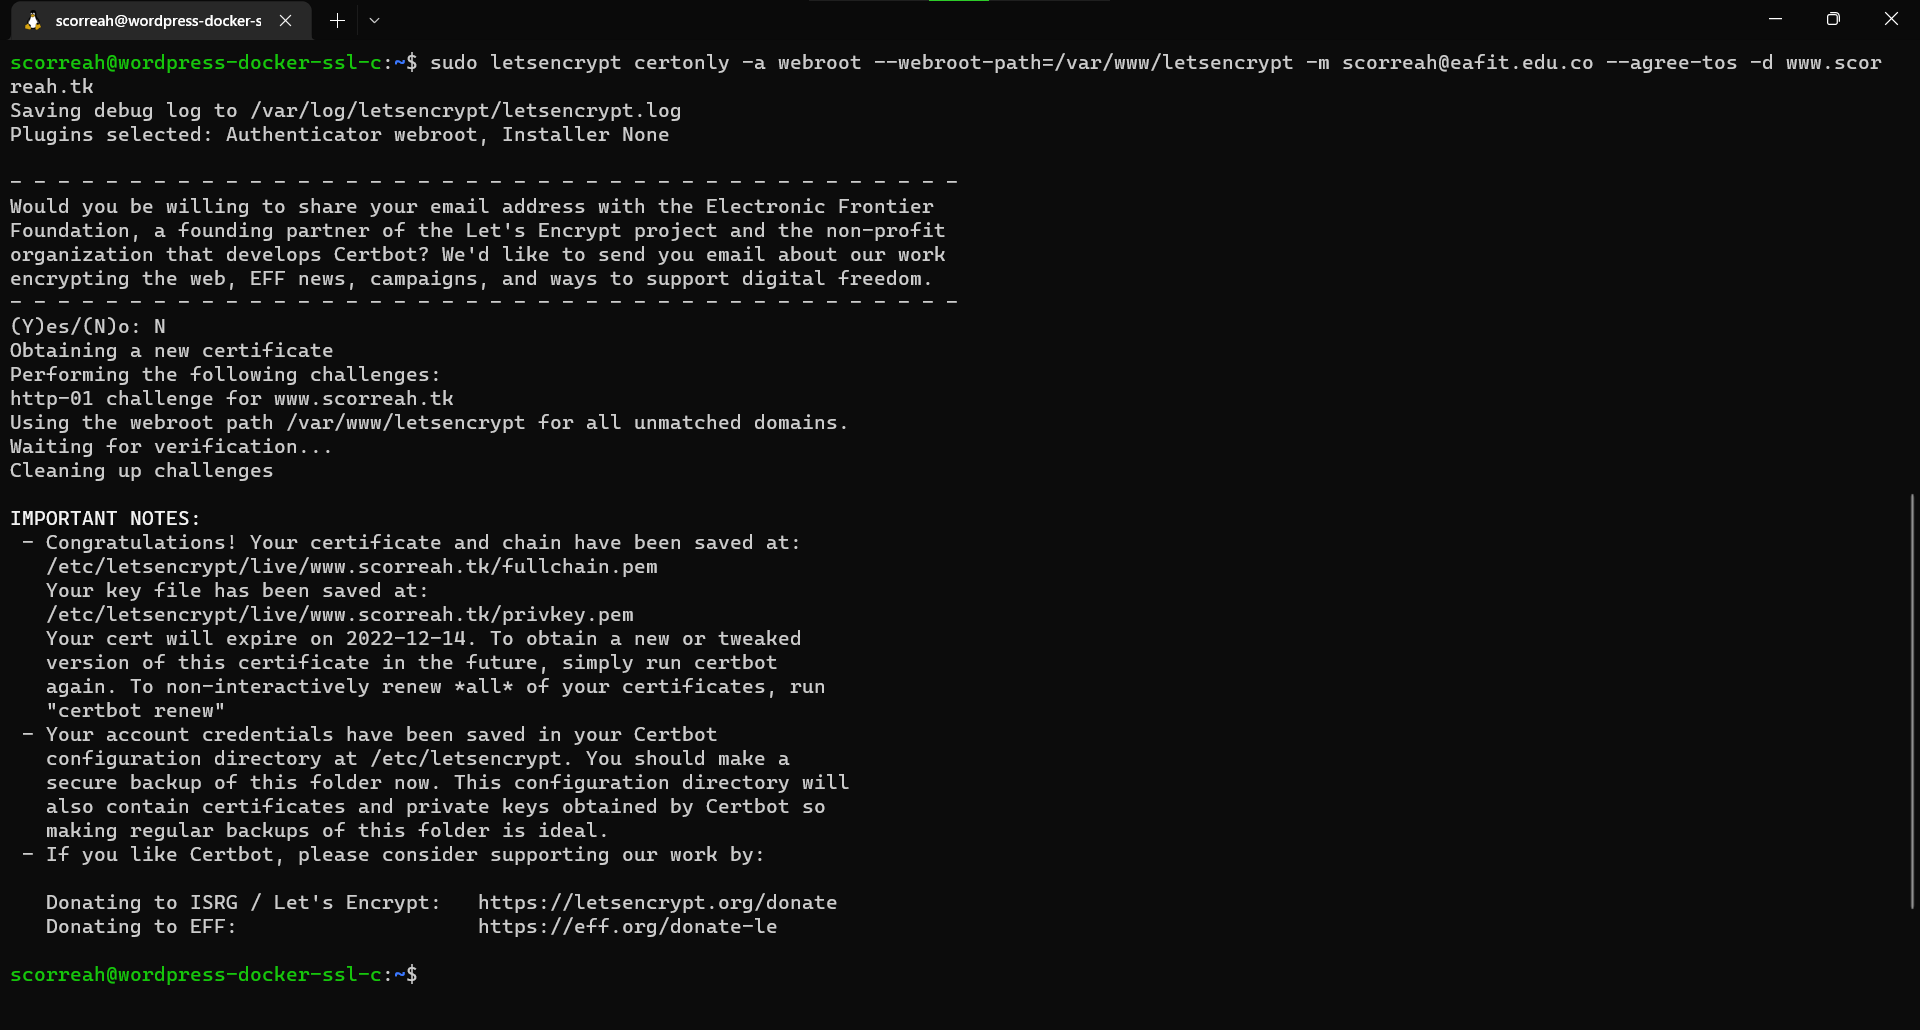 scorreah@wordpress-docker-s
scorreah@wordpress-docker-ssl-c:~$ sudo letsencrypt certonly -a webroot --webroot-path=/var/www/letsencrypt -m scorreah@eafit.edu.co --agree-tos -d www.scor
reah.tk
Saving debug log to /var/log/letsencrypt/letsencrypt.log
Plugins selected: Authenticator webroot, Installer None
- - - - - - - - - - - - - - - - - - - - - - - - - - - - - - - - - - - - - - - -
Would you be willing to share your email address with the Electronic Frontier
Foundation, a founding partner of the Let's Encrypt project and the non-profit
organization that develops Certbot? We'd like to send you email about our work
encrypting the web, EFF news, campaigns, and ways to support digital freedom.
- - - - - - - - - - - - - - - - - - - - - - - - - - - - - - - - - - - - - - - -
(Y)es/(N)o: N
Obtaining a new certificate
Performing the following challenges:
http-01 challenge for www.scorreah.tk
Using the webroot path /var/www/letsencrypt for all unmatched domains.
Waiting for verification...
Cleaning up challenges
IMPORTANT NOTES:
 - Congratulations! Your certificate and chain have been saved at:
   /etc/letsencrypt/live/www.scorreah.tk/fullchain.pem
   Your key file has been saved at:
   /etc/letsencrypt/live/www.scorreah.tk/privkey.pem
   Your cert will expire on 2022-12-14. To obtain a new or tweaked
   version of this certificate in the future, simply run certbot
   again. To non-interactively renew *all* of your certificates, run
   "certbot renew"
 - Your account credentials have been saved in your Certbot
   configuration directory at /etc/letsencrypt. You should make a
   secure backup of this folder now. This configuration directory will
   also contain certificates and private keys obtained by Certbot so
   making regular backups of this folder is ideal.
 - If you like Certbot, please consider supporting our work by:
   Donating to ISRG / Let's Encrypt:   https://letsencrypt.org/donate
   Donating to EFF:                    https://eff.org/donate-le
scorreah@wordpress-docker-ssl-c:~$